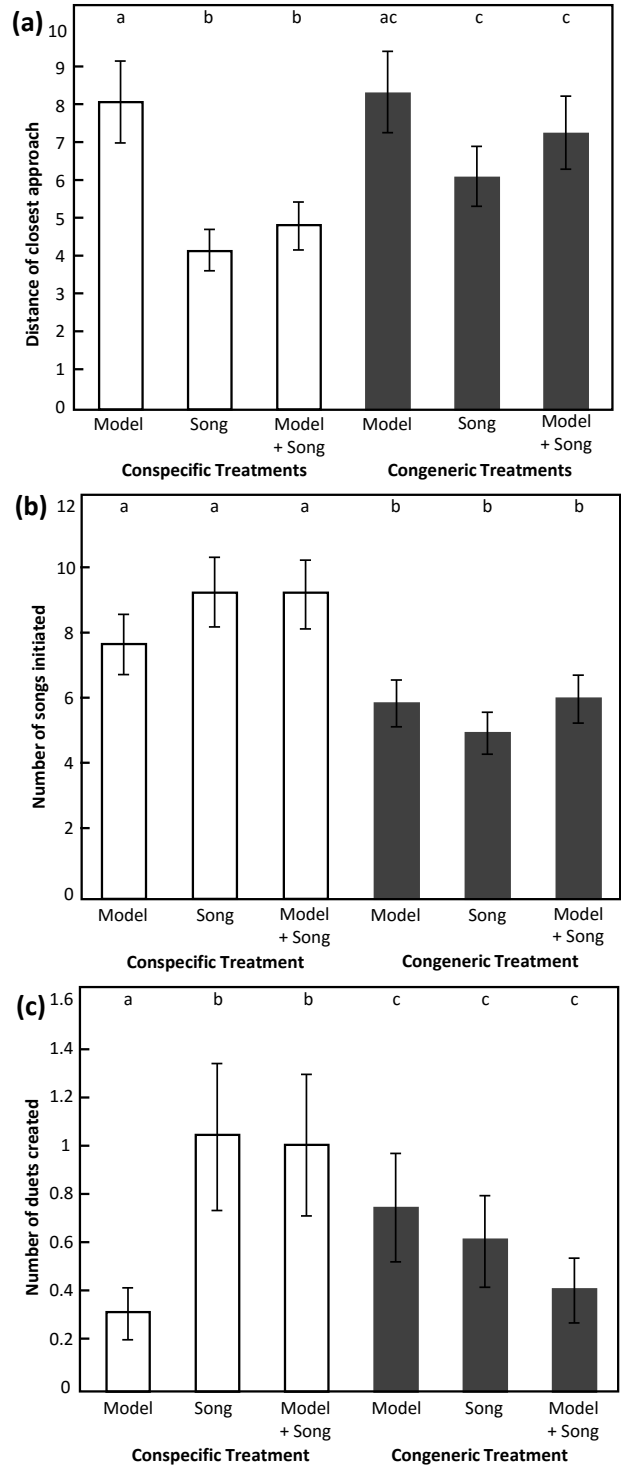 (a)
a b b ac c c
10
9
8
7
6
5
4
3
2
1
0
Distance of closest approach
Model Song Model + Song Model Song Model + Song
Conspecific Treatments Congeneric Treatments
(b)
a a a b b b
12
10
8
6
4
2
0
Number of songs initiated
Model Song Model + Song Model Song Model + Song
Conspecific Treatment Congeneric Treatment
(c)
a b b c c c
1.6
1.4
1.2
1
0.8
0.6
0.4
0.2
0
Number of duets created
Model Song Model + Song Model Song Model + Song
Conspecific Treatment Congeneric Treatment